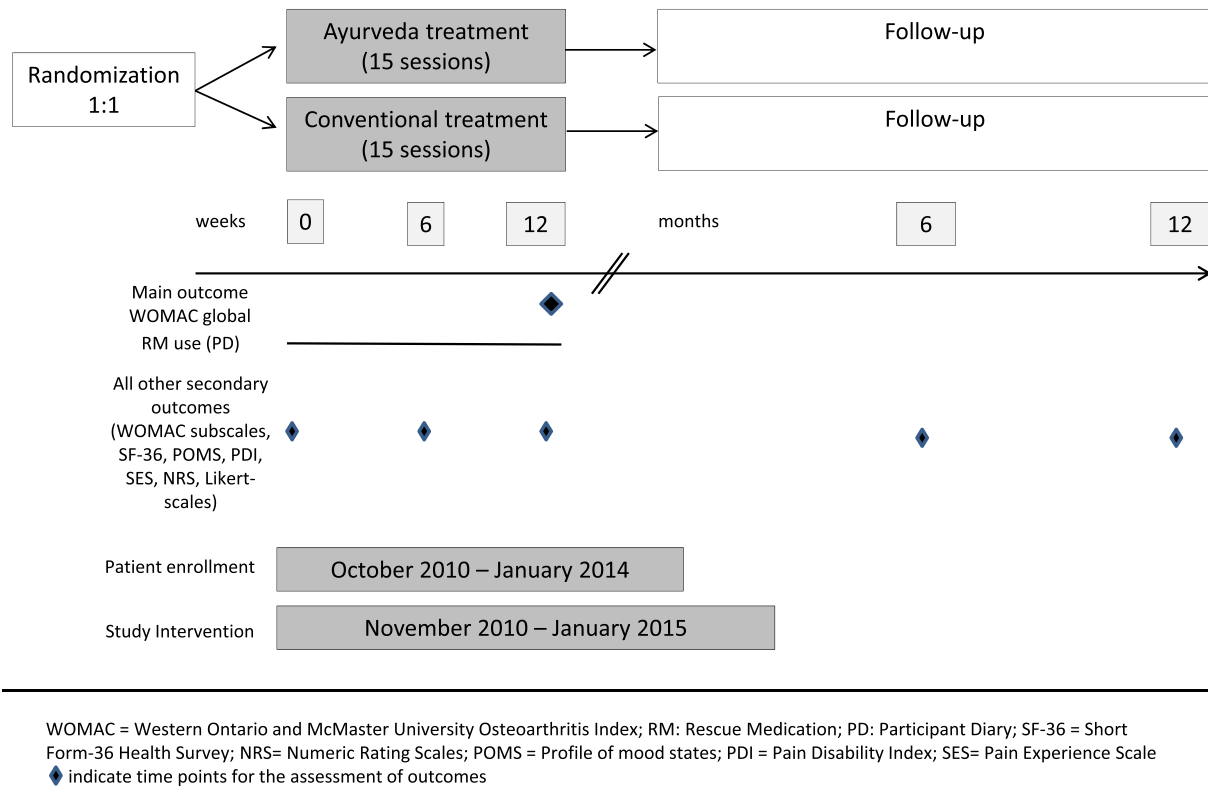 Randomization
1:1
Ayurveda treatment
(15 sessions)
Follow-up
Conventional treatment
(15 sessions)
Follow-up
weeks
0
6
12
months
6
12
Main outcome
WOMAC global
RM use (PD)
All other secondary
outcomes
(WOMAC subscales,
SF-36, POMS, PDI,
SES, NRS, Likert-
scales)
Patient enrollment
October 2010 – January 2014
Study Intervention
November 2010 – January 2015
WOMAC = Western Ontario and McMaster University Osteoarthritis Index; RM: Rescue Medication; PD: Participant Diary; SF-36 = Short
Form-36 Health Survey; NRS= Numeric Rating Scales; POMS = Profile of mood states; PDI = Pain Disability Index; SES= Pain Experience Scale
indicate time points for the assessment of outcomes